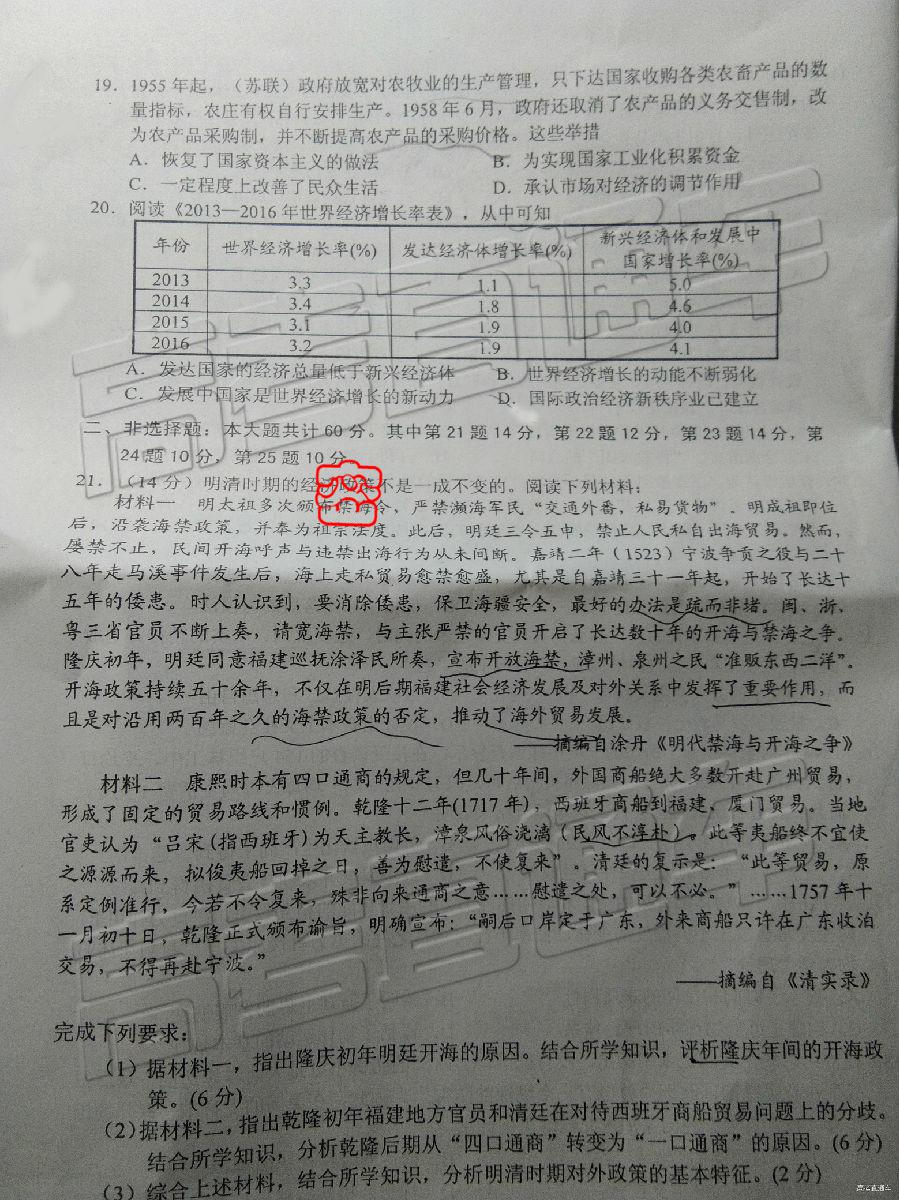 19. 1955 年起，（苏联）政府放宽对农牧业的生产管理，只下达国家收购各类农畜产品的数
量指标，农庄有权自行安排生产。1958 年 6 月，政府还取消了农产品的义务交售制，改
为农产品采购制，并不断提高农产品的采购价格。这些举措
A．恢复了国家资本主义的做法 B．为实现国家工业化积累资金
C．一定程度上改善了民众生活 D．承认市场对经济的调节作用
20. 阅读《2013—2016 年世界经济增长率表》，从中可知
年份 世界经济增长率(%) 发达经济体增长率(%) 新兴经济体和发展中
国家增长率(%)
2013 3.3 1.1 5.0
2014 3.4 1.8 4.6
2015 3.1 1.9 4.0
2016 3.2 1.9 4.1
A．发达国家的经济总量低于新兴经济体 B．世界经济增长的动能不断弱化
C．发展中国家是世界经济增长的新动力 D．国际政治经济新秩序业已建立
二、非选择题：本大题共计 60 分。其中第 21 题 14 分，第 22 题 12 分，第 23 题 14 分，第
24 题 10 分，第 25 题 10 分。
21. （14 分）明清时期的经济政策不是一成不变的。阅读下列材料：
材料一 明太祖多次颁布禁海令，严禁濒海军民“交通外番，私易货物”．明成祖即位
后，沿袭海禁政策，并奉为祖宗法度。此后，明廷三令五申，禁止人民私自出海贸易。然而，
屡禁不止，民间开海呼声与违禁出海行为从未间断。嘉靖二年（1523）宁波争贡之役与二十
八年走马溪事件发生后，海上走私贸易愈禁愈盛，尤其是自嘉靖三十一年起，开始了长达十
五年的倭患。时人认识到，要消除倭患，保卫海疆安全，最好的办法是疏而非堵。闽、浙、
粤三省官员不断上奏，请宽海禁，与主张严禁的官员开启了长达数十年的开海与禁海之争。
隆庆初年，明廷同意福建巡抚涂泽民所奏，宣布开放海禁，漳州、泉州之民“准贩东西二洋”。
开海政策持续五十余年，不仅在明后期福建社会经济发展及对外关系中发挥了重要作用，而
且是对沿用两百年之久的海禁政策的否定，推动了海外贸易发展。
——摘编自涂丹《明代禁海与开海之争》
材料二 康熙时本有四口通商的规定，但几十年间，外国商船绝大多数开赴广州贸易，
形成了固定的贸易路线和惯例。乾隆十二年(1717 年)，西班牙商船到福建、厦门贸易。当地
官吏认为“吕宋(指西班牙)为天主教长，漳泉风俗浇漓（民风不淳朴）。此等夷船终不宜使
之源源而来，拟俟夷船回掉之日，善为慰遣，不使复来”。清廷的复示是：“此等贸易，原
系定例准行，今若不令复来，殊非向来通商之意……慰遣之处，可以不必。”……1757 年十
一月初十日，乾隆正式颁布谕旨，明确宣布：“嗣后口岸定于广东，外来商船只许在广东收泊
交易，不得再赴宁波。”
——摘编自《清实录》
完成下列要求：
(1) 据材料一，指出隆庆初年明廷开海的原因。结合所学知识，评析隆庆年间的开海政
策。(6 分)
(2) 据材料二，指出乾隆初年福建地方官员和清廷在对待西班牙商船贸易问题上的分歧。
结合所学知识，分析乾隆后期从“四口通商”转变为“一口通商”的原因。(6 分)
(3) 综合上述材料，结合所学知识，分析明清时期对外政策的基本特征。(2 分)
高考直通车
高考直通车
高考直通车